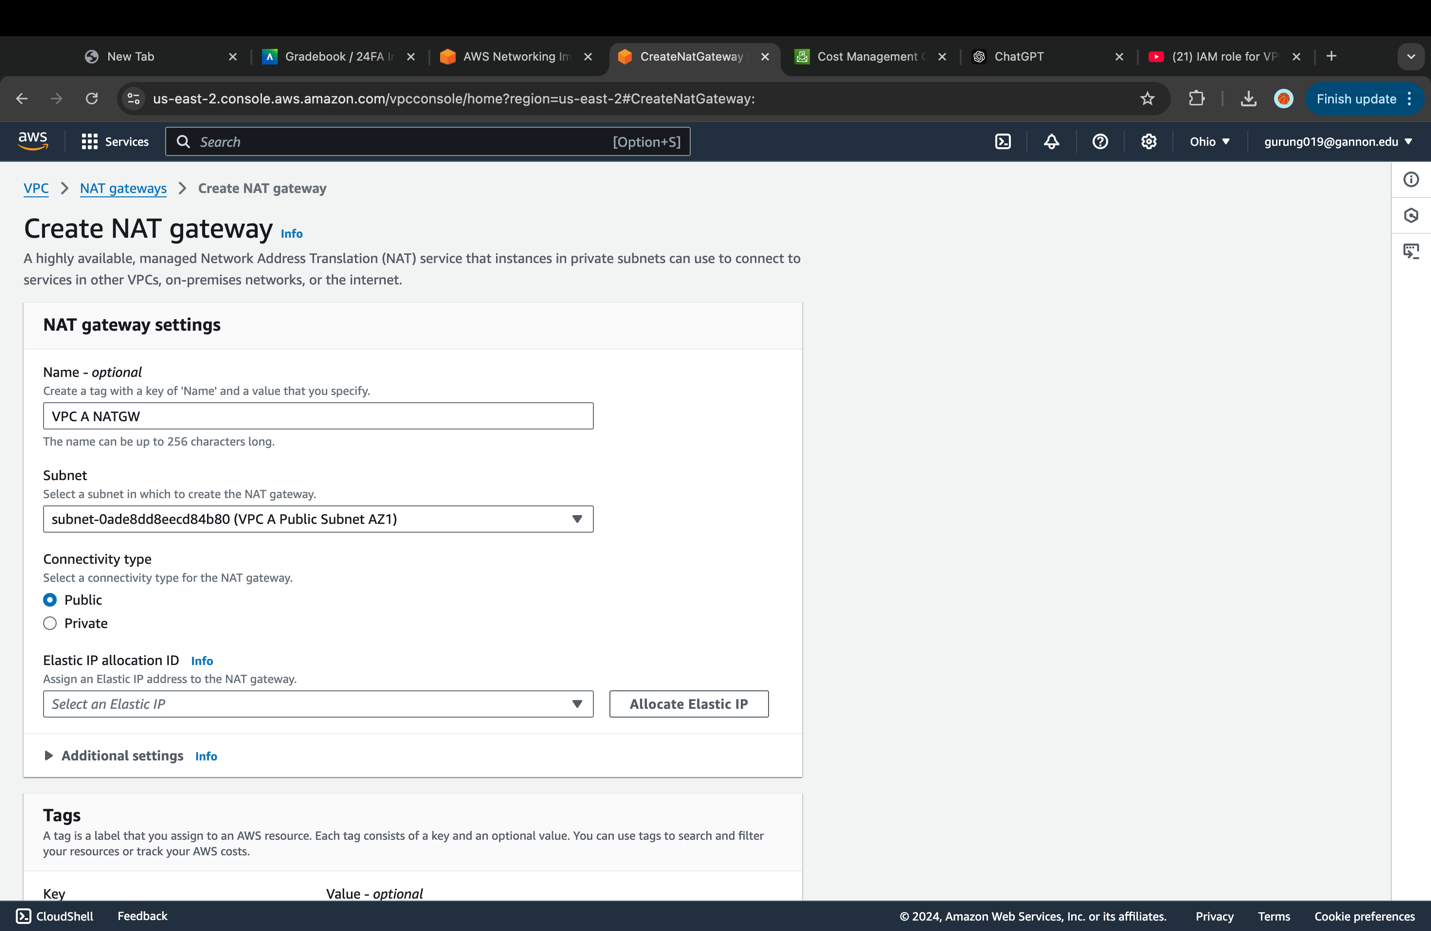 New Tab
Gradebook / 24FA I
AWS Networking Im
CreateNatGateway
Cost Management C
ChatGPT
(21) IAM role for VP
us-east-2.console.aws.amazon.com/vpcconsole/home?region=us-east-2#CreateNatGateway:
Finish update
aws
Services
Search
[Option+S]
Ohio
gurung019@gannon.edu
VPC
NAT gateways
Create NAT gateway
Create NAT gateway Info
A highly available, managed Network Address Translation (NAT) service that instances in private subnets can use to connect to
services in other VPCs, on-premises networks, or the internet.
NAT gateway settings
Name - optional
Create a tag with a key of 'Name' and a value that you specify.
VPC A NATGW
The name can be up to 256 characters long.
Subnet
Select a subnet in which to create the NAT gateway.
subnet-0ade8dd8eecd84b80 (VPC A Public Subnet AZ1)
Connectivity type
Select a connectivity type for the NAT gateway.
Public
Private
Elastic IP allocation ID Info
Assign an Elastic IP address to the NAT gateway.
Select an Elastic IP
Allocate Elastic IP
Additional settings Info
Tags
A tag is a label that you assign to an AWS resource. Each tag consists of a key and an optional value. You can use tags to search and filter
your resources or track your AWS costs.
Key
Value - optional
CloudShell
Feedback
© 2024, Amazon Web Services, Inc. or its affiliates.
Privacy
Terms
Cookie preferences